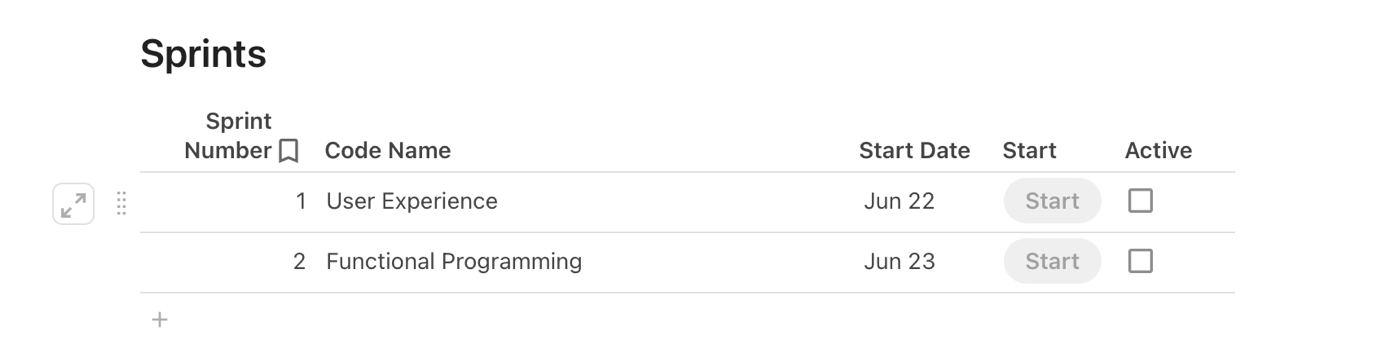 Sprints
Sprint
Number Code Name Start Date Start Active
1 User Experience Jun 22 Start
2 Functional Programming Jun 23 Start
+